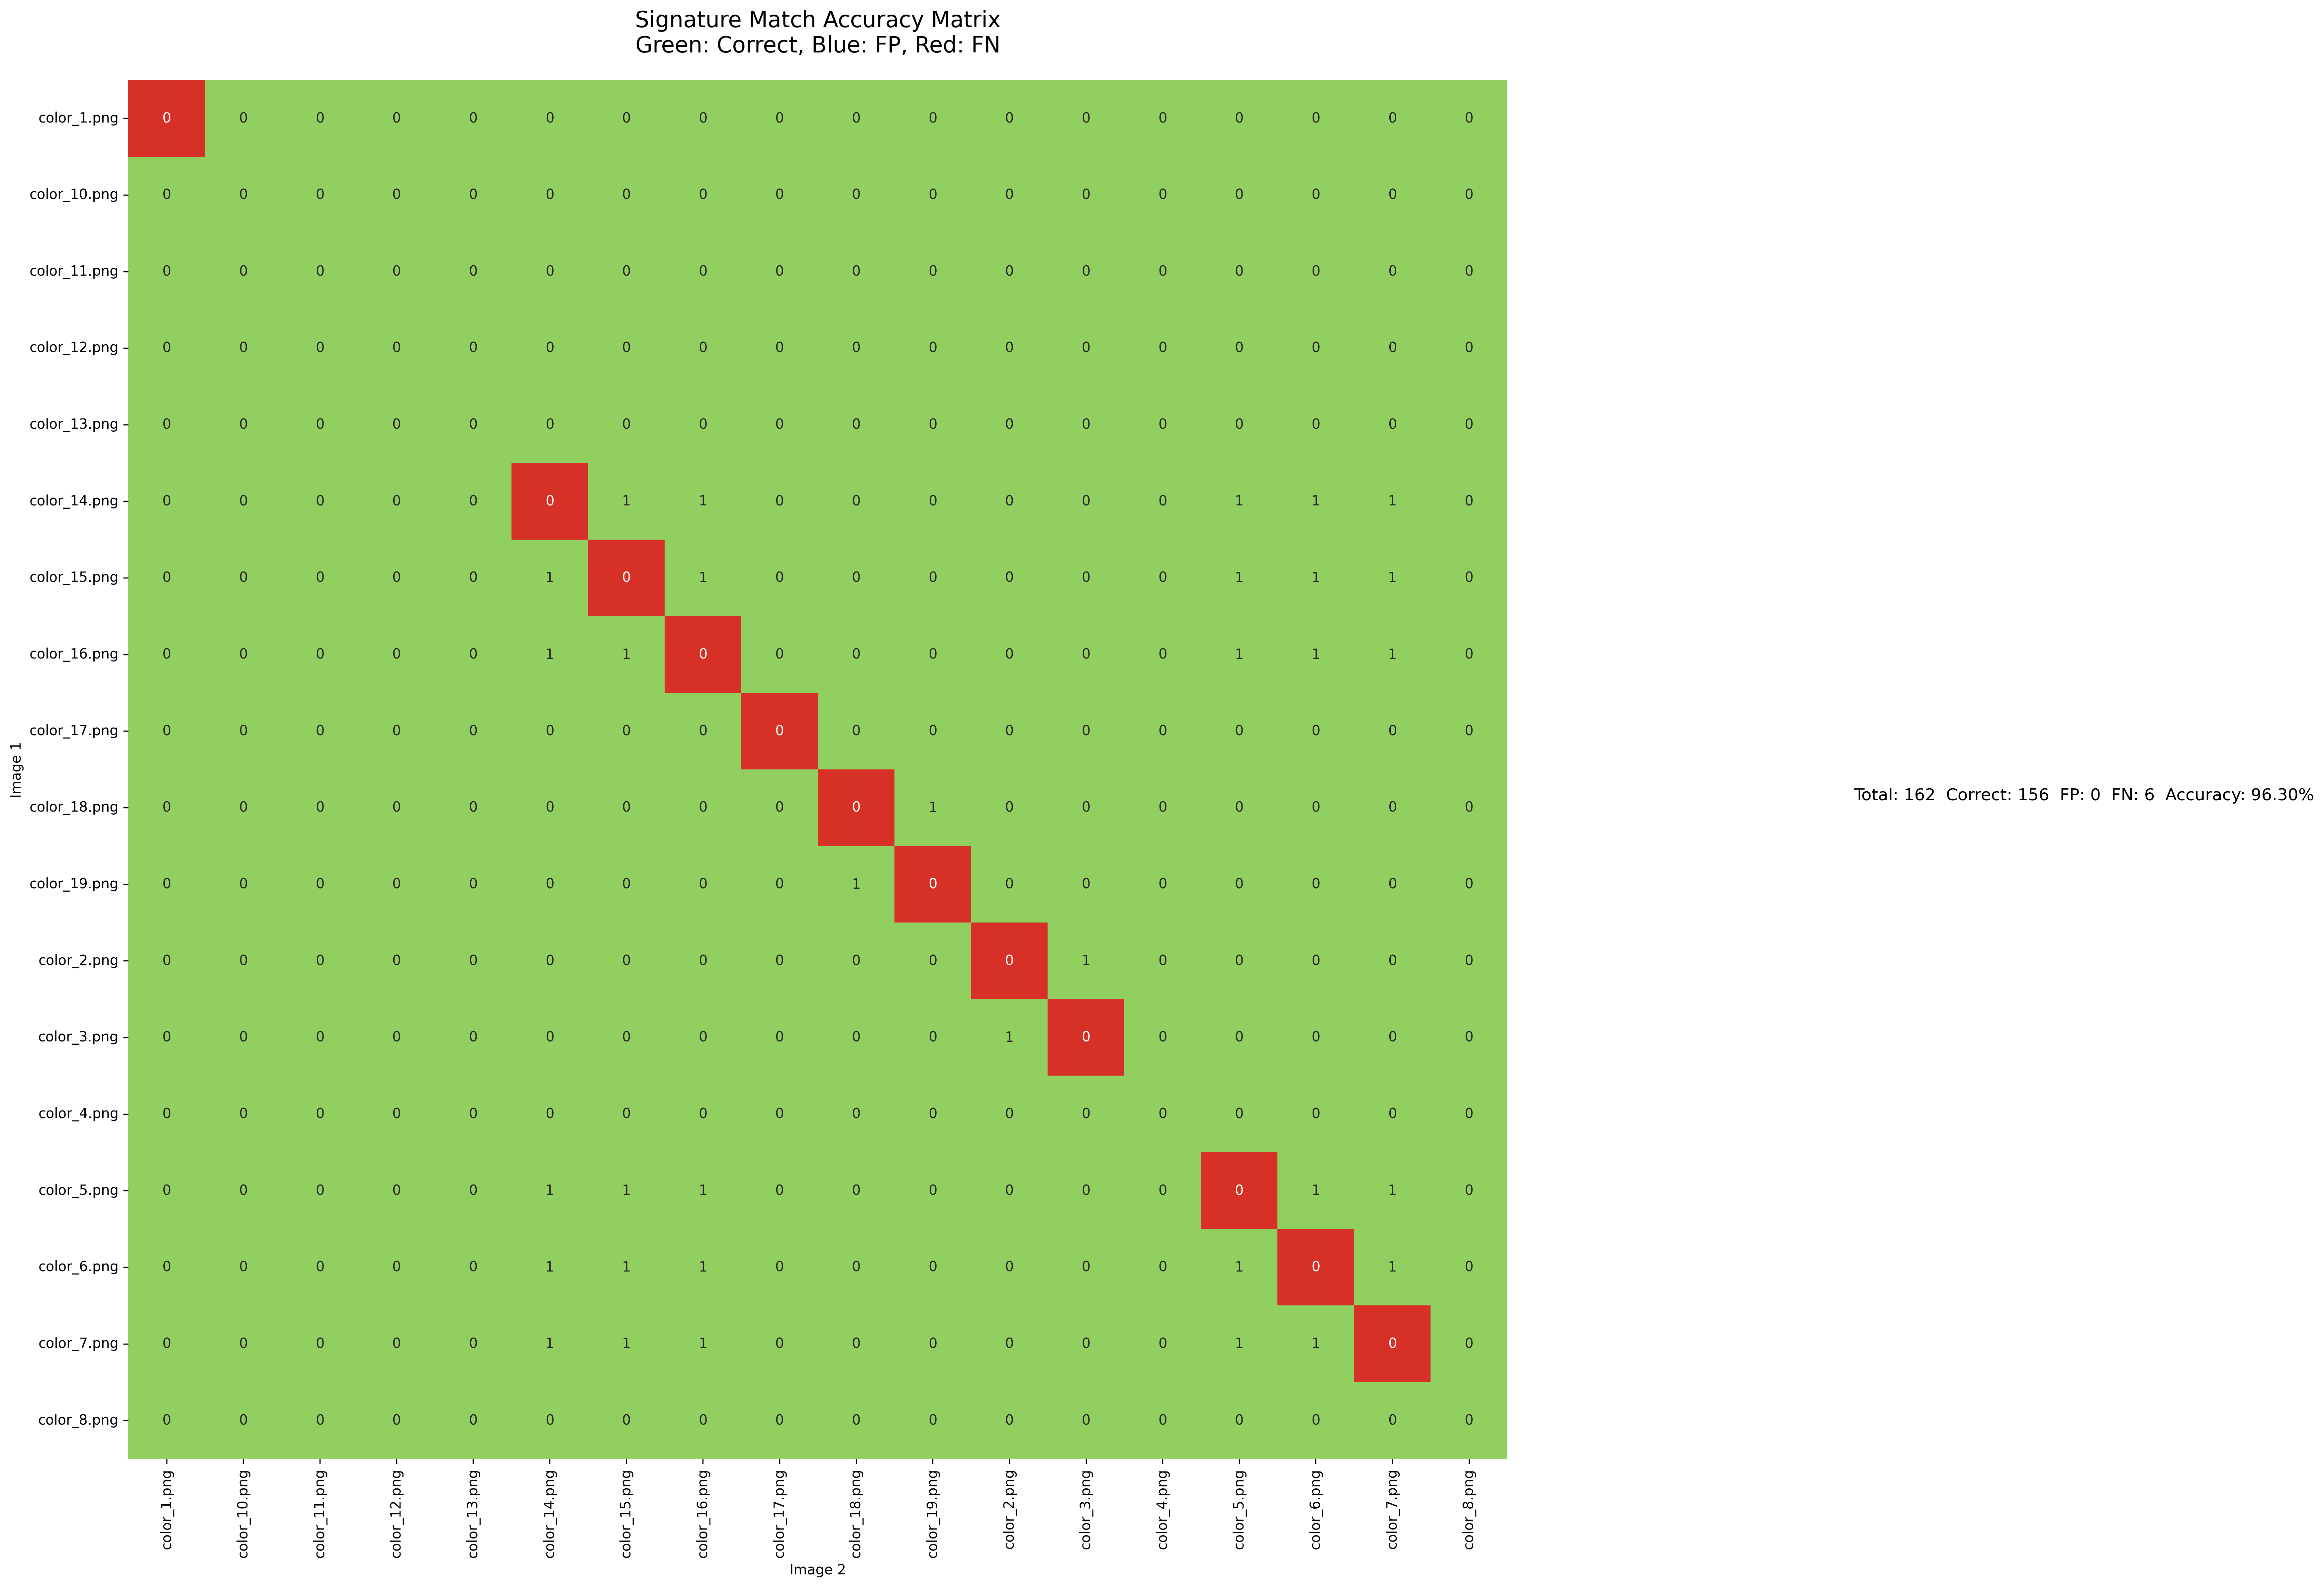 Signature Match Accuracy Matrix
Green: Correct, Blue: FP, Red: FN
color_1.png 0 0 0 0 0 0 0 0 0 0 0 0 0 0 0 0 0 0
color_10.png 0 0 0 0 0 0 0 0 0 0 0 0 0 0 0 0 0 0
color_11.png 0 0 0 0 0 0 0 0 0 0 0 0 0 0 0 0 0 0
color_12.png 0 0 0 0 0 0 0 0 0 0 0 0 0 0 0 0 0 0
color_13.png 0 0 0 0 0 0 0 0 0 0 0 0 0 0 0 0 0 0
color_14.png 0 0 0 0 0 0 1 1 0 0 0 0 0 0 1 1 1 0
color_15.png 0 0 0 0 0 1 0 1 0 0 0 0 0 0 1 1 1 0
color_16.png 0 0 0 0 0 1 1 0 0 0 0 0 0 0 1 1 1 0
color_17.png 0 0 0 0 0 0 0 0 0 0 0 0 0 0 0 0 0 0
Image 1
color_18.png 0 0 0 0 0 0 0 0 0 0 1 0 0 0 0 0 0 0
Total: 162 Correct: 156 FP: 0 FN: 6 Accuracy: 96.30%
color_19.png 0 0 0 0 0 0 0 0 0 1 0 0 0 0 0 0 0 0
color_2.png 0 0 0 0 0 0 0 0 0 0 0 0 1 0 0 0 0 0
color_3.png 0 0 0 0 0 0 0 0 0 0 0 1 0 0 0 0 0 0
color_4.png 0 0 0 0 0 0 0 0 0 0 0 0 0 0 0 0 0 0
color_5.png 0 0 0 0 0 1 1 1 0 0 0 0 0 0 0 1 1 0
color_6.png 0 0 0 0 0 1 1 1 0 0 0 0 0 0 1 0 1 0
color_7.png 0 0 0 0 0 1 1 1 0 0 0 0 0 0 1 1 0 0
color_8.png 0 0 0 0 0 0 0 0 0 0 0 0 0 0 0 0 0 0
color_1.png color_10.png color_11.png color_12.png color_13.png color_14.png color_15.png color_16.png color_17.png color_18.png color_19.png color_2.png color_3.png color_4.png color_5.png color_6.png color_7.png color_8.png
Image 2